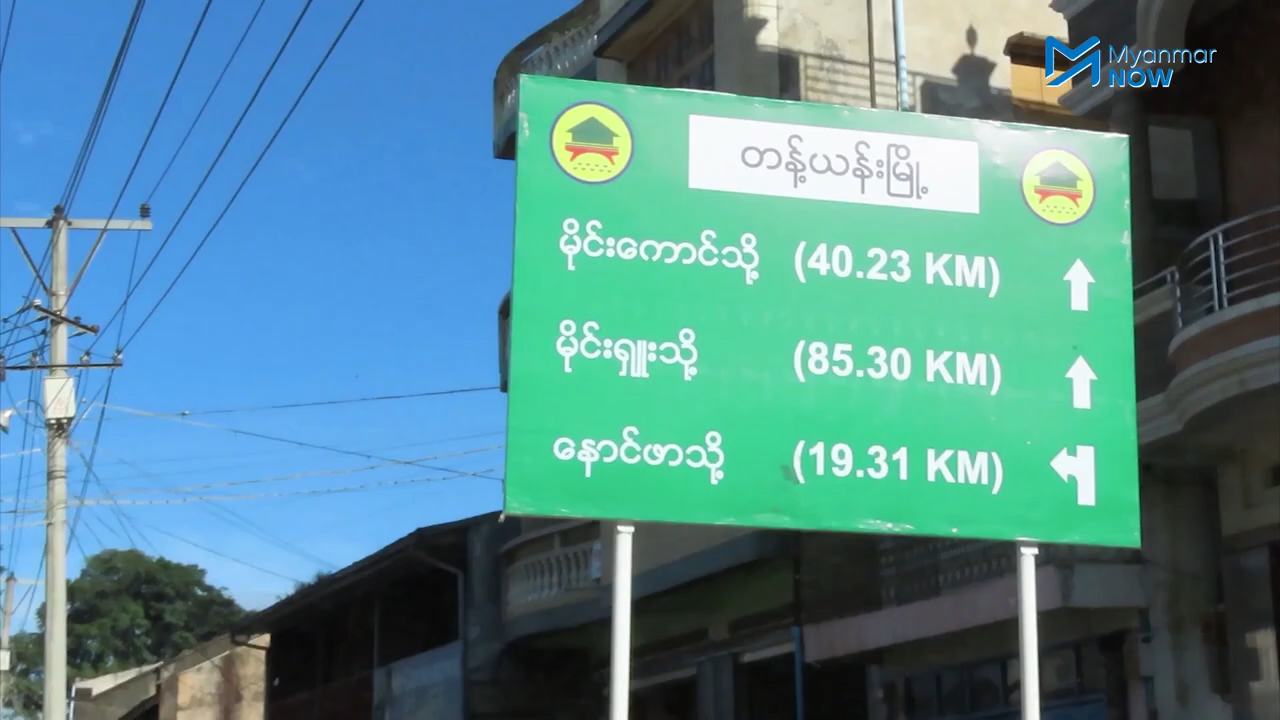 Myanmar
NOW
တန့်ယန်းမြို့
မိုင်းကောင်သို့ (40.23 KM)
မိုင်းရှူးသို့ (85.30 KM)
နောင်ဖာသို့ (19.31 KM)